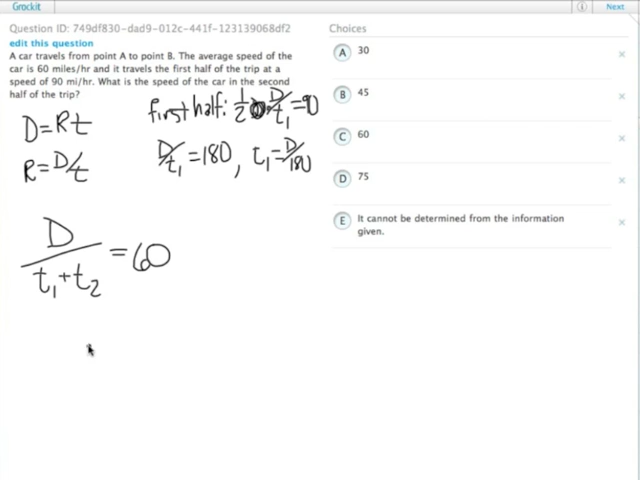 Grockit
Next
Question ID: 749df830-dad9-012c-441f-123139068df2
edit this question
A car travels from point A to point B. The average speed of the
car is 60 miles/hr and it travels the first half of the trip at a
speed of 90 mi/hr. What is the speed of the car in the second
half of the trip?
D=Rt
R=D/t
first half: 1/2 · D/t₁ = 90
D/t₁ = 180, t₁ = D/180
D/(t₁+t₂) = 60
Choices
A 30
B 45
C 60
D 75
E It cannot be determined from the information
given.